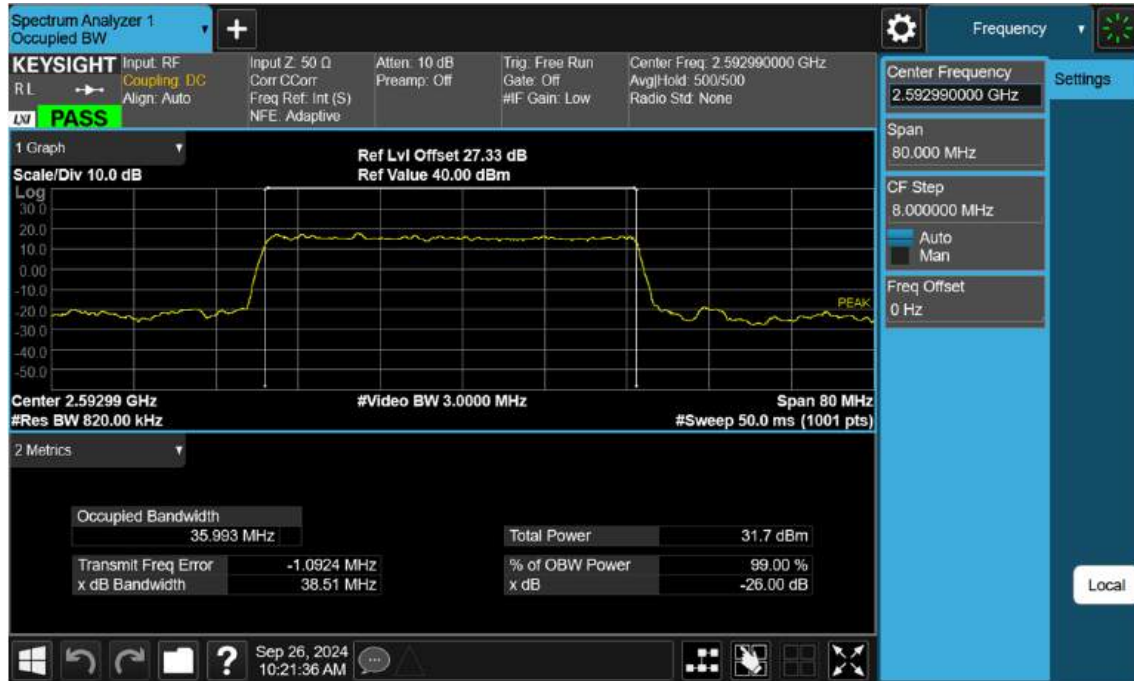 Spectrum Analyzer 1
Occupied BW
+
Frequency
KEYSIGHT
R L
LXI
PASS
Input: RF
Coupling: DC
Align: Auto
Input Z: 50 Ω
Corr CCorr
Freq Ref: Int (S)
NFE: Adaptive
Atten: 10 dB
Preamp: Off
Trig: Free Run
Gate: Off
#IF Gain: Low
Center Freq: 2.592990000 GHz
Avg|Hold: 500/500
Radio Std: None
1 Graph
Scale/Div 10.0 dB
Ref Lvl Offset 27.33 dB
Ref Value 40.00 dBm
Log
30.0
20.0
10.0
0.00
-10.0
-20.0
-30.0
-40.0
-50.0
PEAK
Center 2.59299 GHz
#Video BW 3.0000 MHz
Span 80 MHz
#Res BW 820.00 kHz
#Sweep 50.0 ms (1001 pts)
2 Metrics
Occupied Bandwidth
35.993 MHz
Total Power 31.7 dBm
Transmit Freq Error -1.0924 MHz
% of OBW Power 99.00 %
x dB Bandwidth 38.51 MHz
x dB -26.00 dB
Center Frequency
2.592990000 GHz
Settings
Span
80.000 MHz
CF Step
8.000000 MHz
Auto
Man
Freq Offset
0 Hz
Local
?
Sep 26, 2024
10:21:36 AM